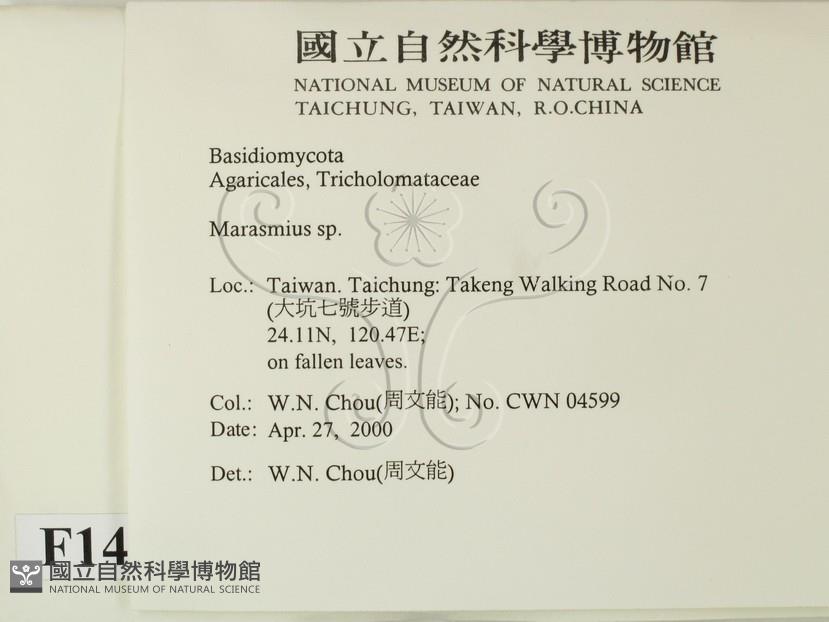 國立自然科學博物館
NATIONAL MUSEUM OF NATURAL SCIENCE
TAICHUNG, TAIWAN, R.O.CHINA
Basidiomycota
Agaricales, Tricholomataceae
Marasmius sp.
Loc.: Taiwan. Taichung: Takeng Walking Road No. 7
(大坑七號步道)
24.11N, 120.47E;
on fallen leaves.
Col.: W.N. Chou(周文能); No. CWN 04599
Date: Apr. 27, 2000
Det.: W.N. Chou(周文能)
F14
國立自然科學博物館
NATIONAL MUSEUM OF NATURAL SCIENCE